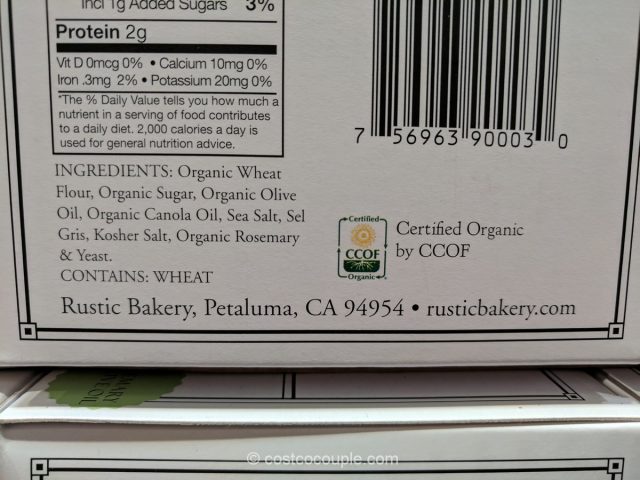 Incl 1g Added Sugars 3%
Protein 2g
Vit D 0mcg 0% • Calcium 10mg 0%
Iron .3mg 2% • Potassium 20mg 0%
*The % Daily Value tells you how much a
nutrient in a serving of food contributes
to a daily diet. 2,000 calories a day is
used for general nutrition advice.
7 56963 90003 0
INGREDIENTS: Organic Wheat
Flour, Organic Sugar, Organic Olive
Oil, Organic Canola Oil, Sea Salt, Sel
Gris, Kosher Salt, Organic Rosemary
& Yeast.
CONTAINS: WHEAT
Certified
CCOF
Organic
Certified Organic
by CCOF
Rustic Bakery, Petaluma, CA 94954 • rusticbakery.com
© costcocouple.com